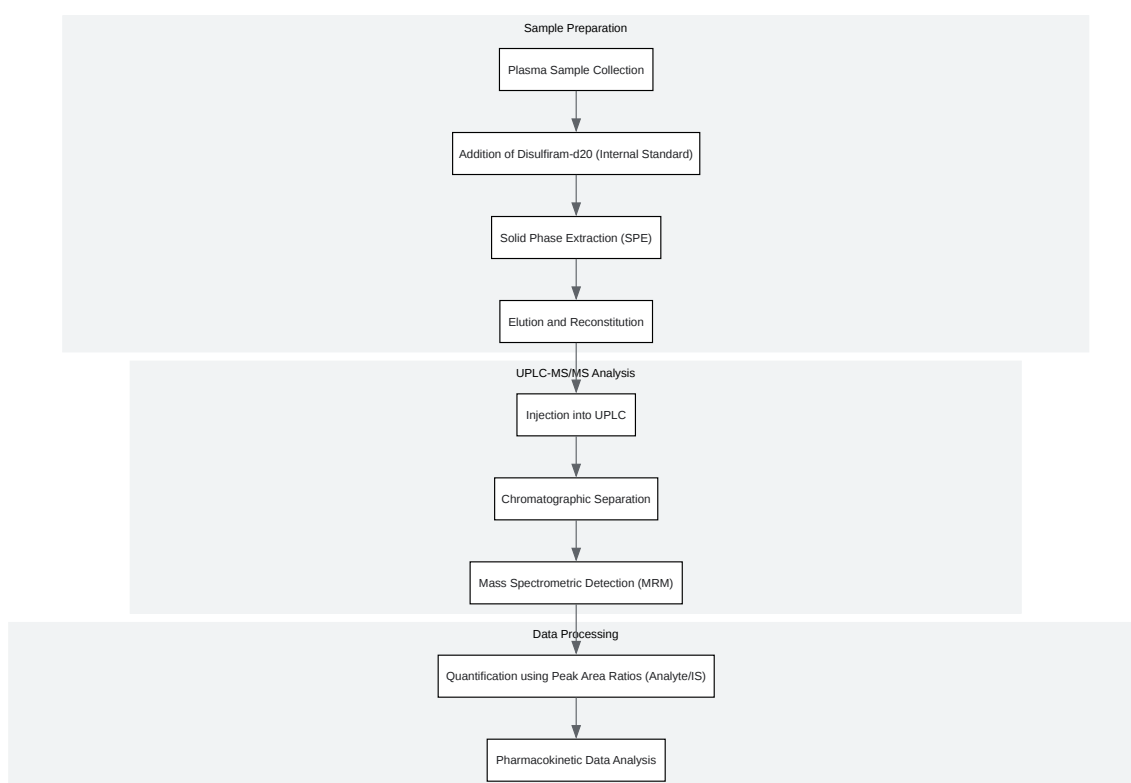 Sample Preparation
Plasma Sample Collection
Addition of Disulfiram-d20 (Internal Standard)
Solid Phase Extraction (SPE)
Elution and Reconstitution
UPLC-MS/MS Analysis
Injection into UPLC
Chromatographic Separation
Mass Spectrometric Detection (MRM)
Data Processing
Quantification using Peak Area Ratios (Analyte/IS)
Pharmacokinetic Data Analysis